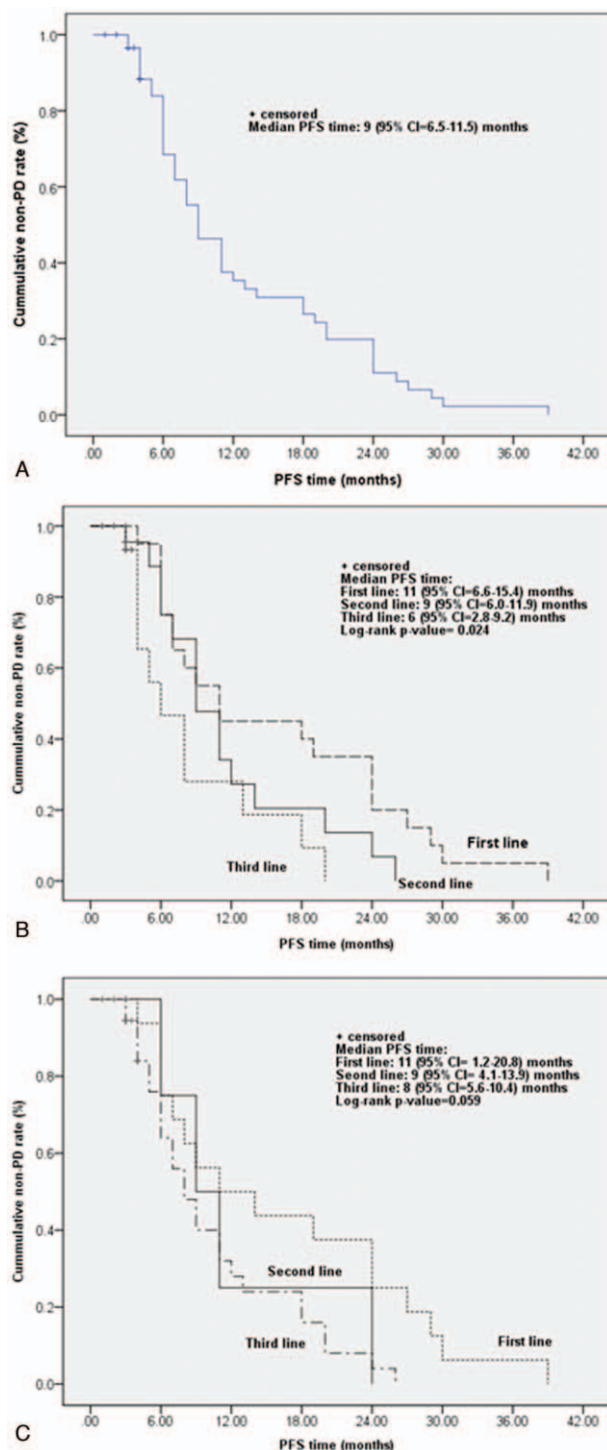 1.0
0.8
0.6
0.4
0.2
0.0
Cummulative non-PD rate (%)
+ censored
Median PFS time: 9 (95% CI=6.5-11.5) months
.00 6.00 12.00 18.00 24.00 30.00 36.00 42.00
PFS time (months)
A
1.0
0.8
0.6
0.4
0.2
0.0
Cummulative non-PD rate (%)
+ censored
Median PFS time:
First line: 11 (95% CI=6.6-15.4) months
Second line: 9 (95% CI=6.0-11.9) months
Third line: 6 (95% CI=2.8-9.2) months
Log-rank p-value= 0.024
First line
Third line
Second line
.00 6.00 12.00 18.00 24.00 30.00 36.00 42.00
PFS time (months)
B
1.0
0.8
0.6
0.4
0.2
0.0
Cummulative non-PD rate (%)
+ censored
Median PFS time:
First line: 11 (95% CI= 1.2-20.8) months
Seond line: 9 (95% CI= 4.1-13.9) months
Third line: 8 (95% CI=5.6-10.4) months
Log-rank p-value=0.059
Second line
Third line
First line
.00 6.00 12.00 18.00 24.00 30.00 36.00 42.00
PFS time (months)
C